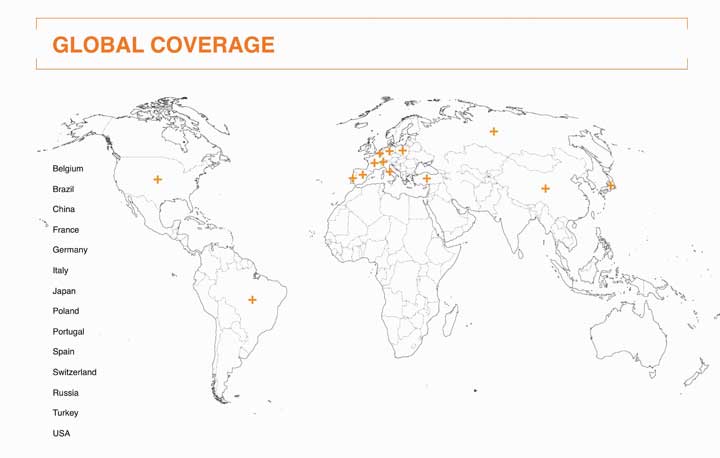 GLOBAL COVERAGE
Belgium
Brazil
China
France
Germany
Italy
Japan
Poland
Portugal
Spain
Switzerland
Russia
Turkey
USA